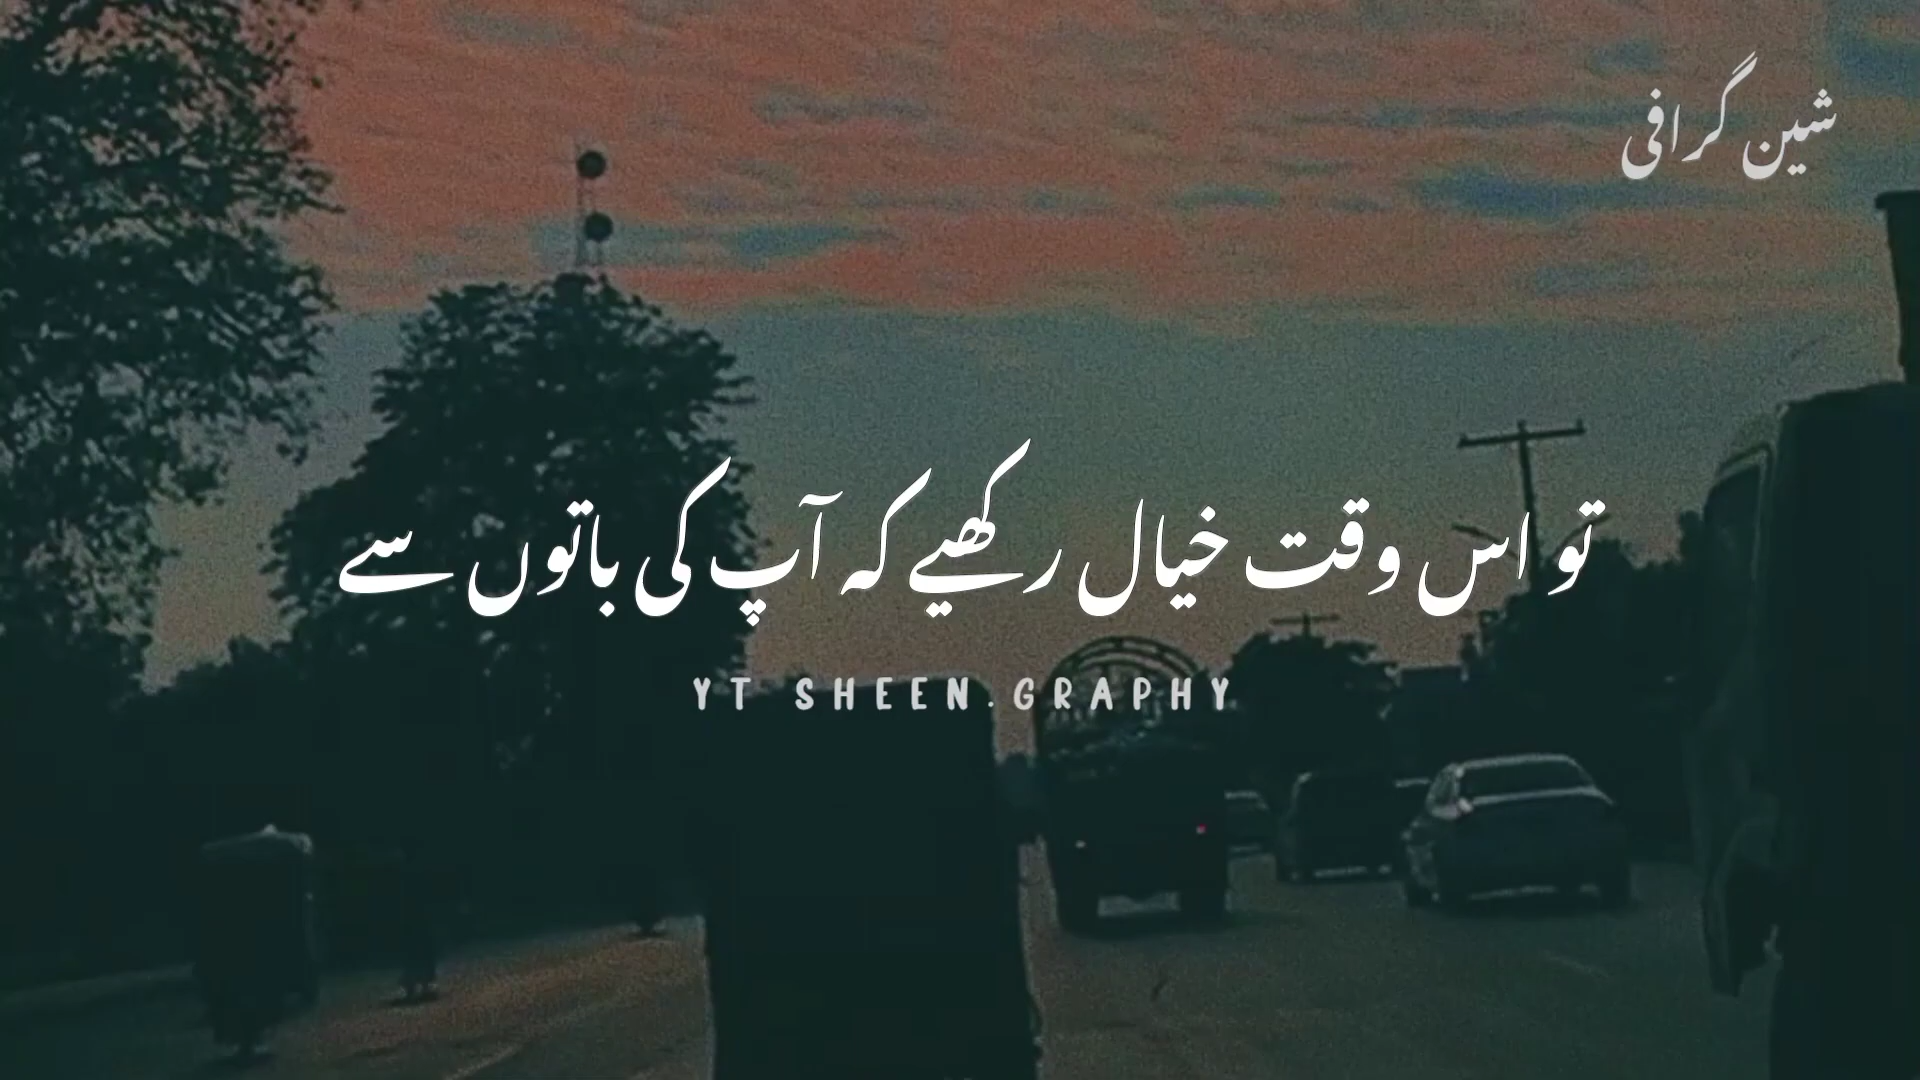 شین گرافی
تو اس وقت خیال رکھیے کہ آپ کی باتوں سے
YT SHEEN.GRAPHY